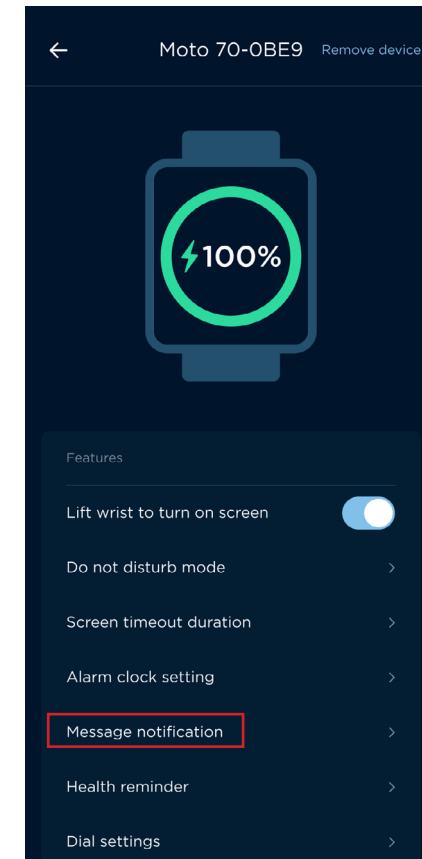 Moto 70-0BE9 Remove device
100%
Features
Lift wrist to turn on screen
Do not disturb mode
Screen timeout duration
Alarm clock setting
Message notification
Health reminder
Dial settings